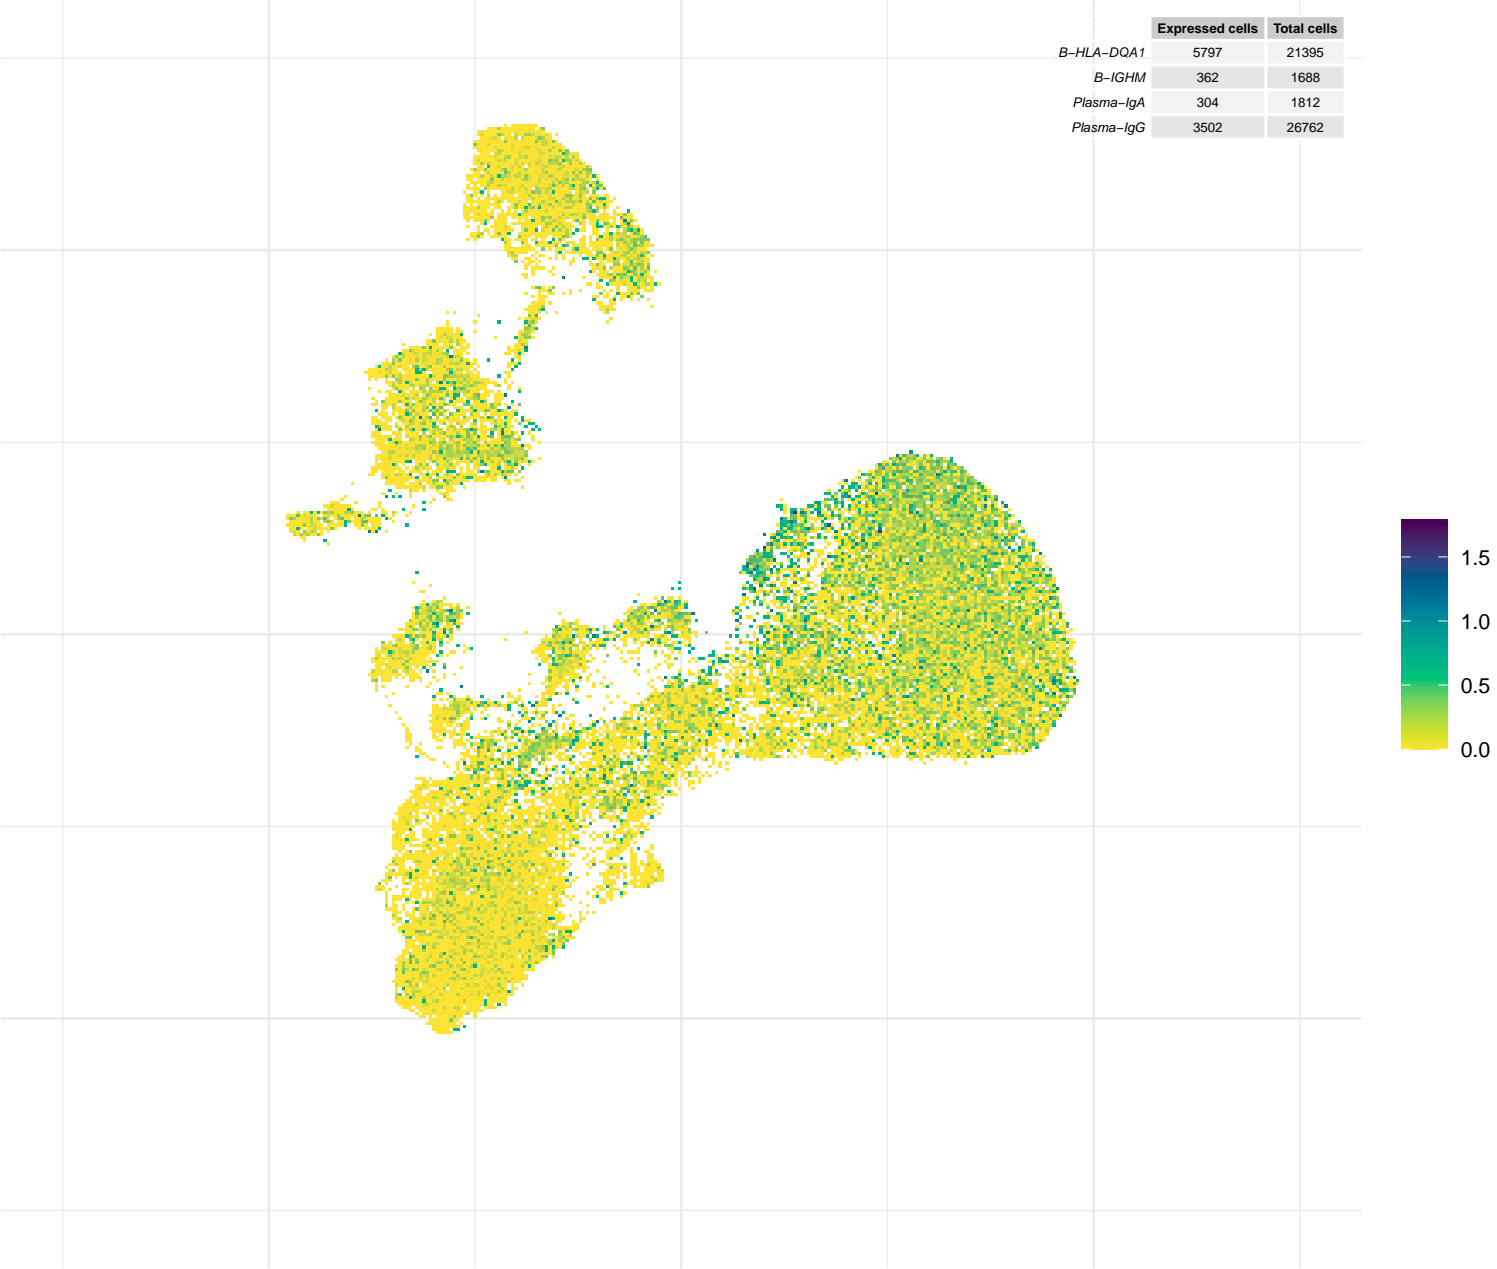 Expressed cells Total cells
B−HLA−DQA1 5797 21395
B−IGHM 362 1688
Plasma−IgA 304 1812
Plasma−IgG 3502 26762
1.5
1.0
0.5
0.0